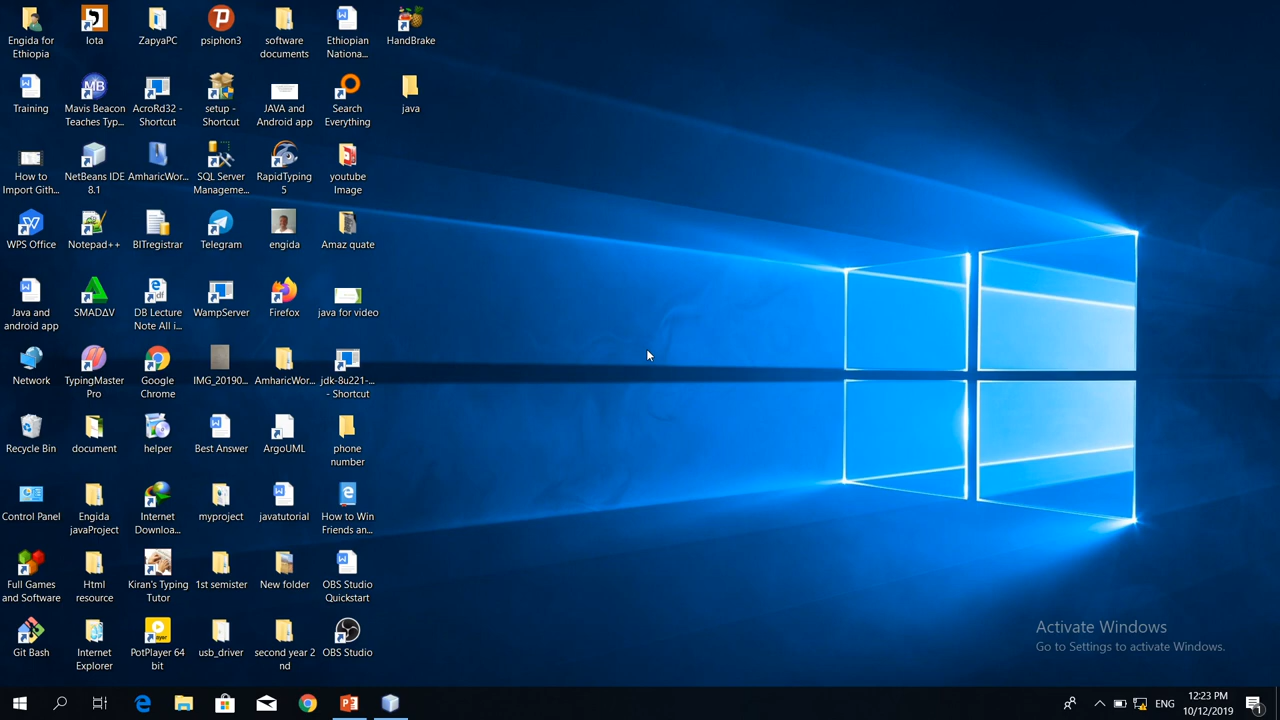 Engida for
Ethiopia
Iota
ZapyaPC
psiphon3
software
documents
Ethiopian
Nationa...
HandBrake
Training
Mavis Beacon
Teaches Typ...
AcroRd32 -
Shortcut
setup -
Shortcut
JAVA and
Android app
Search
Everything
java
How to
Import Gith...
NetBeans IDE
8.1
AmharicWor...
SQL Server
Manageme...
RapidTyping
5
youtube
Image
WPS Office
Notepad++
BITregistrar
Telegram
engida
Amaz quate
Java and
android app
SMADΔV
DB Lecture
Note All i...
WampServer
Firefox
java for video
Network
TypingMaster
Pro
Google
Chrome
IMG_20190...
AmharicWor...
jdk-8u221-...
- Shortcut
Recycle Bin
document
helper
Best Answer
ArgoUML
phone
number
Control Panel
Engida
javaProject
Internet
Downloa...
myproject
javatutorial
How to Win
Friends an...
Full Games
and Software
Html
resource
Kiran's Typing
Tutor
1st semister
New folder
OBS Studio
Quickstart
Git Bash
Internet
Explorer
PotPlayer 64
bit
usb_driver
second year 2
nd
OBS Studio
Activate Windows
Go to Settings to activate Windows.
ENG
12:23 PM
10/12/2019
1